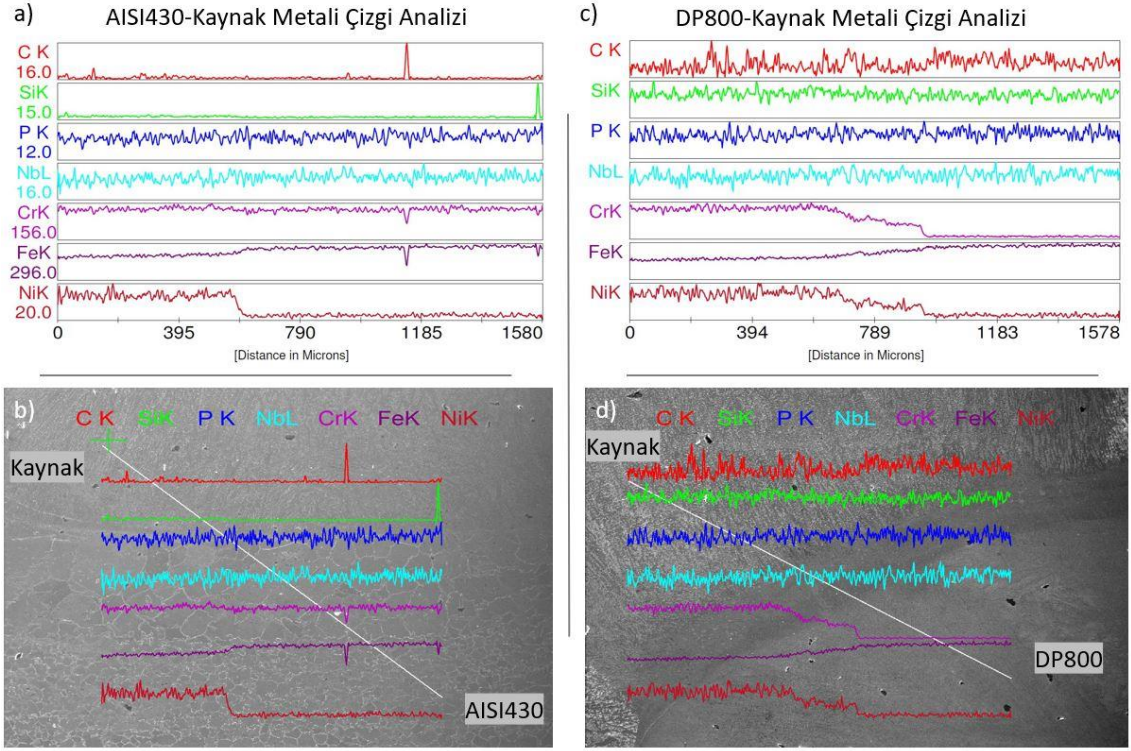 a) AISI430-Kaynak Metali Çizgi Analizi
C K
16.0
SiK
15.0
P K
12.0
NbL
16.0
CrK
156.0
FeK
296.0
NiK
20.0
0 395 790 1185 1580
[Distance in Microns]
c) DP800-Kaynak Metali Çizgi Analizi
C K
SiK
P K
NbL
CrK
FeK
NiK
0 394 789 1183 1578
[Distance in Microns]
b)
C K SiK P K NbL CrK FeK NiK
Kaynak
AISI430
d)
C K SiK P K NbL CrK FeK NiK
Kaynak
DP800